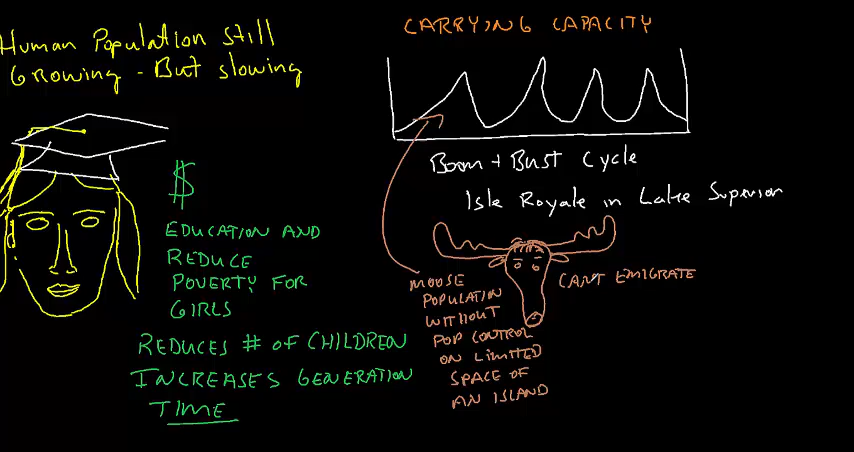 Human Population Still
Growing - But slowing
$
EDUCATION AND
REDUCE
POVERTY FOR
GIRLS
REDUCES # OF CHILDREN
INCREASES GENERATION
TIME
CARRYING CAPACITY
Boom + Bust Cycle
Isle Royale in Lake Superior
MOOSE
POPULATION
WITHOUT
POP CONTROL
ON LIMITED
SPACE OF
AN ISLAND
CAN'T EMIGRATE